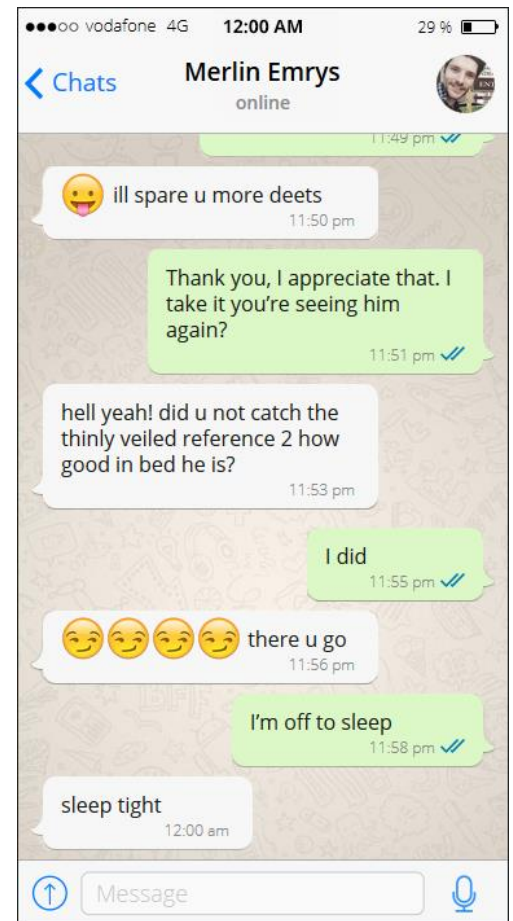 vodafone 4G 12:00 AM 29 %
Chats
Merlin Emrys
online
11:49 pm
😛 ill spare u more deets
11:50 pm
Thank you, I appreciate that. I
take it you’re seeing him
again?
11:51 pm
hell yeah! did u not catch the
thinly veiled reference 2 how
good in bed he is?
11:53 pm
I did
11:55 pm
😏😏😏😏 there u go
11:56 pm
I’m off to sleep
11:58 pm
sleep tight
12:00 am
Message